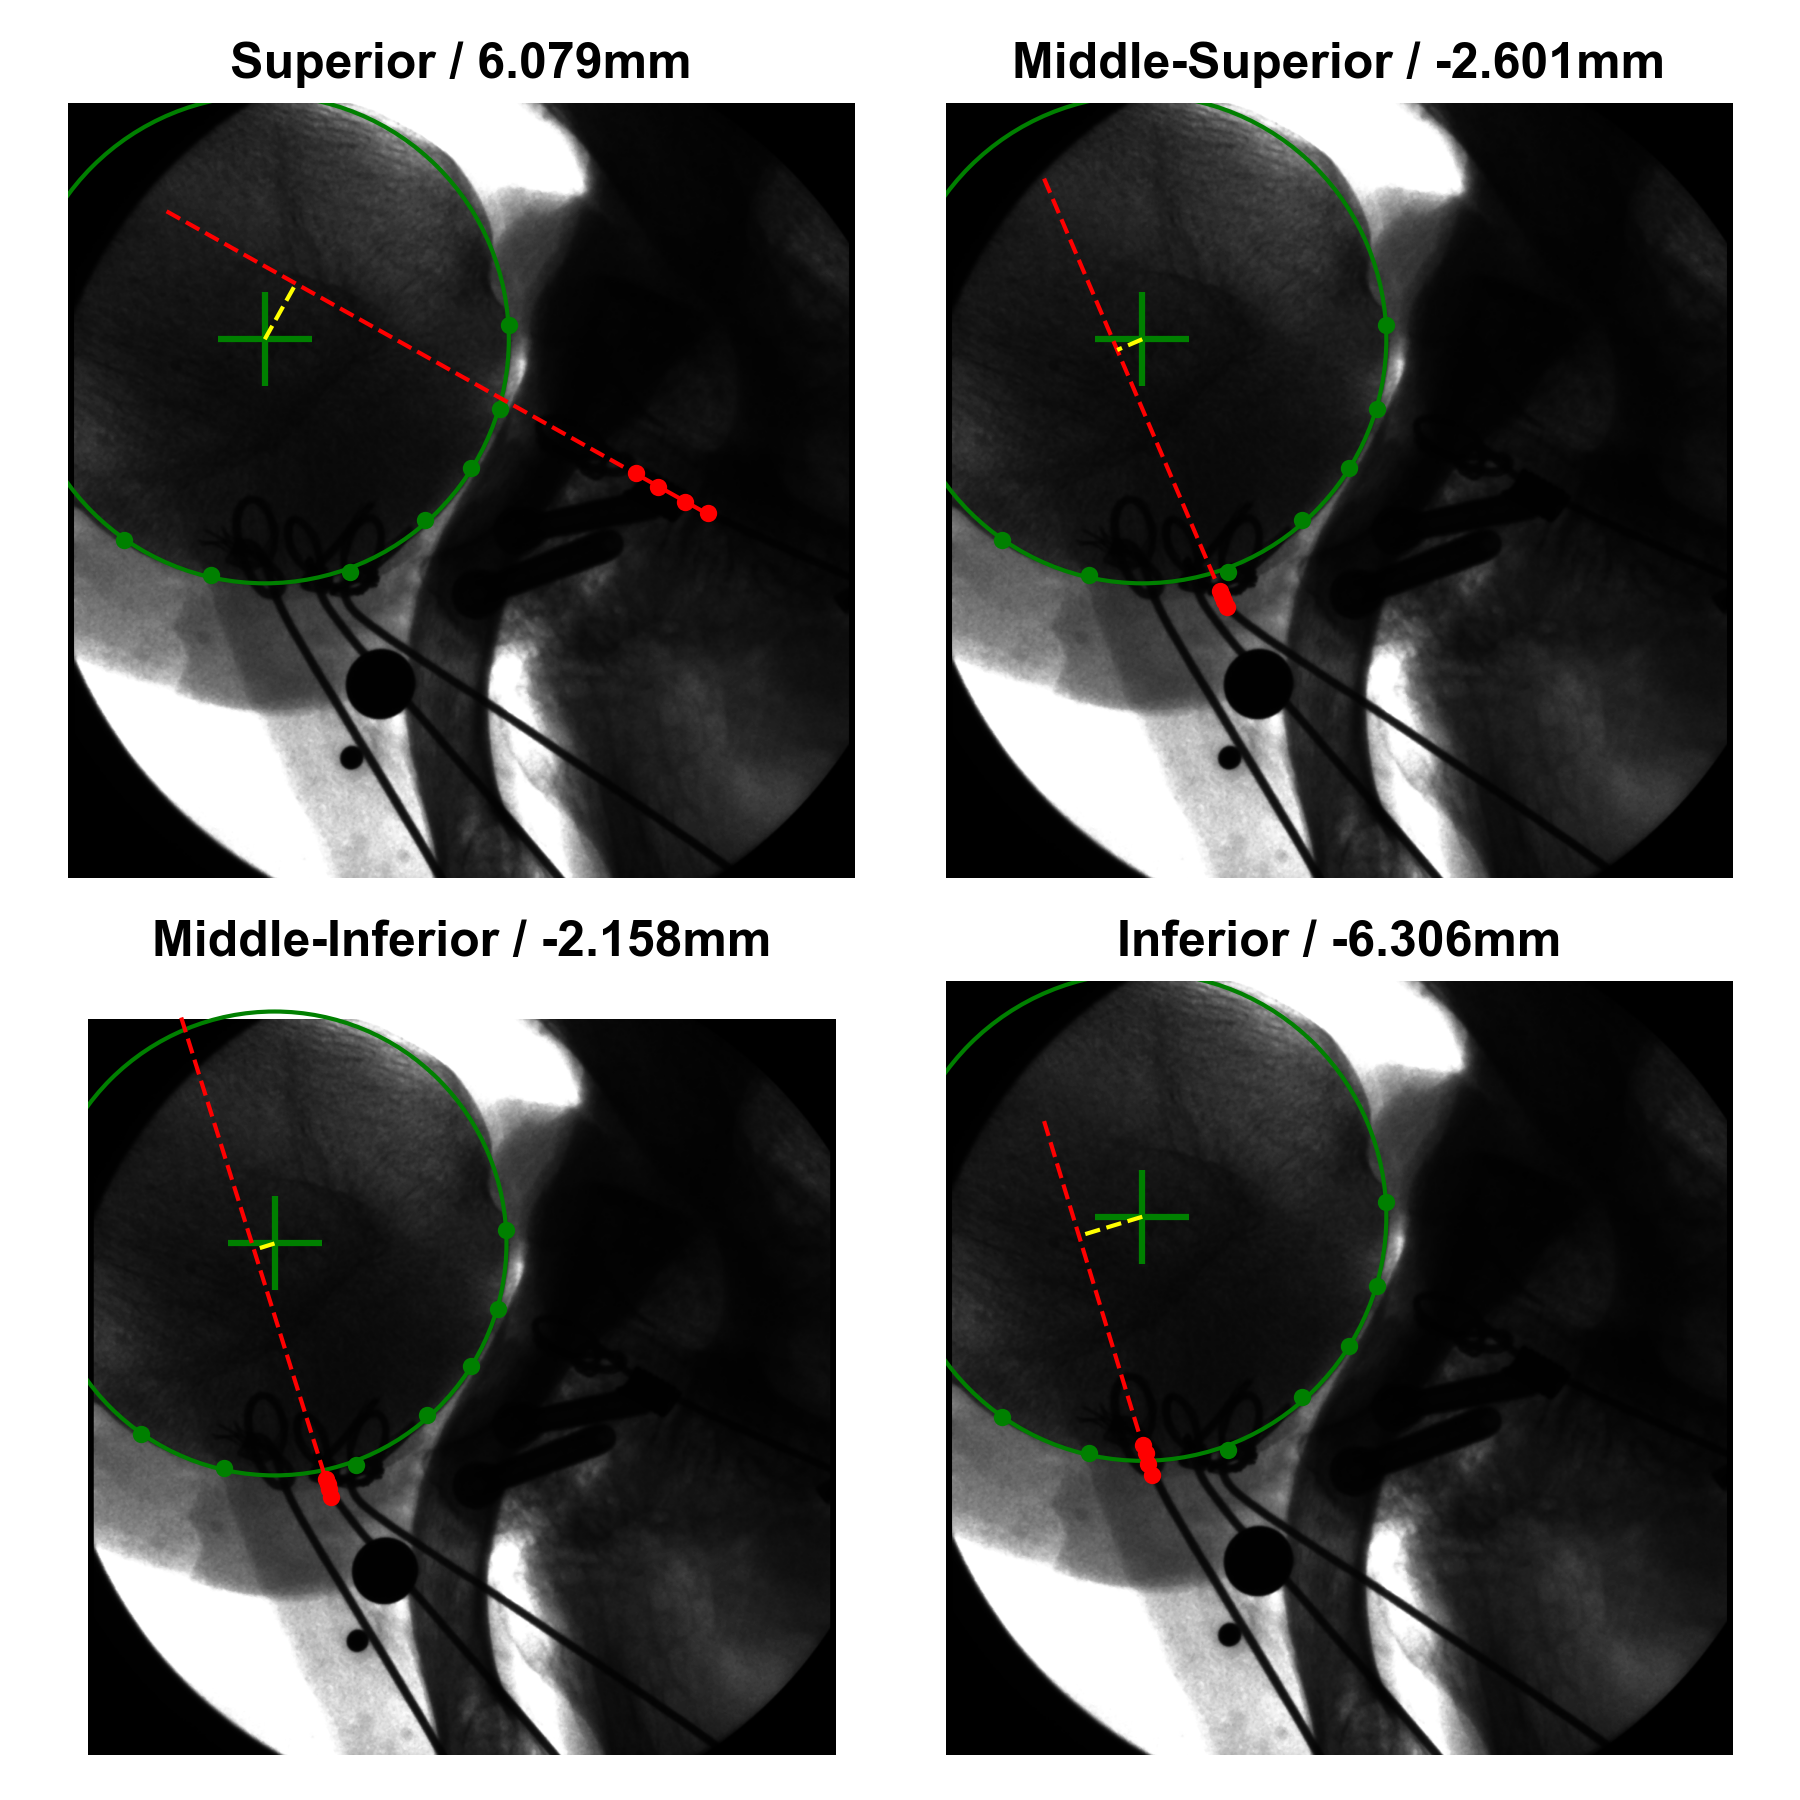 Superior / 6.079mm
Middle-Superior / -2.601mm
Middle-Inferior / -2.158mm
Inferior / -6.306mm